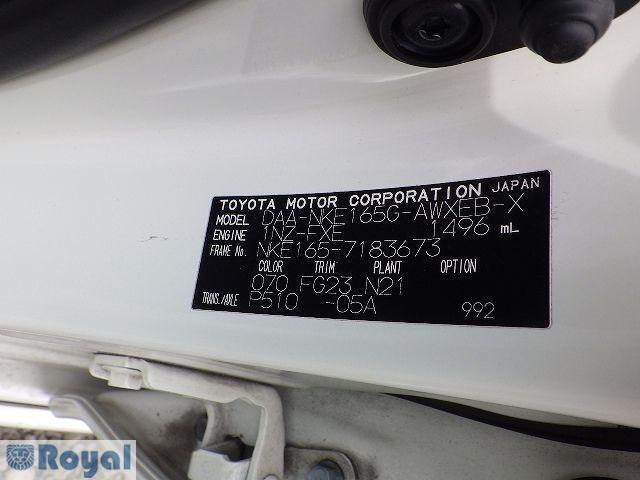 TOYOTA MOTOR CORPORATION JAPAN
MODEL DAA-NKE165G-AWXEB-X
ENGINE 1NZ-FXE 1496 mL
FRAME No. NKE165-7183673
COLOR TRIM PLANT OPTION
070 FG23 N21
TRANS./AXLE P510 -05A 992
Royal